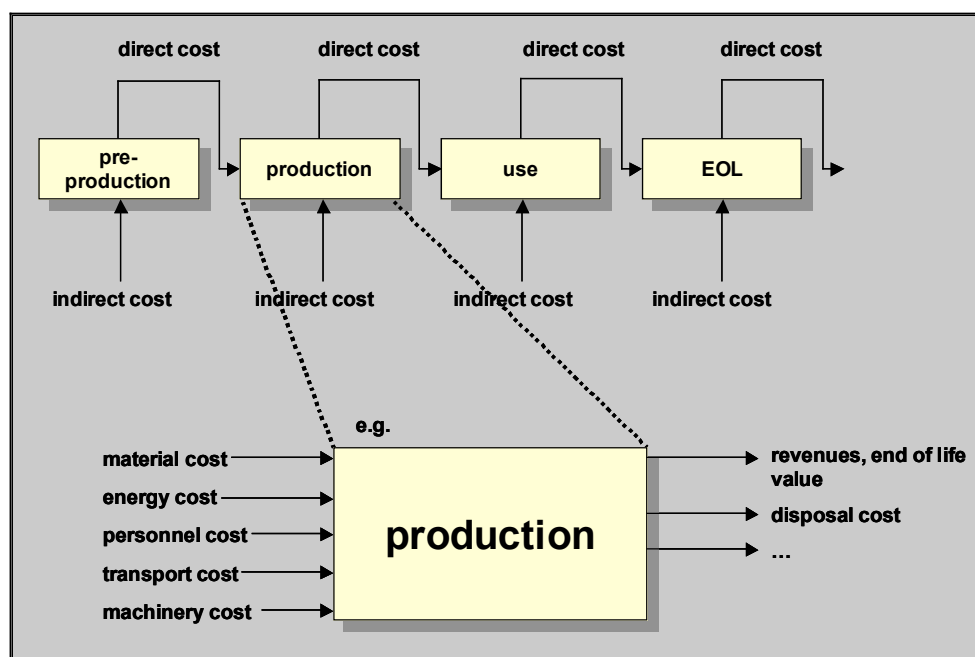 direct cost direct cost direct cost direct cost
pre-
production
production
use
EOL
indirect cost indirect cost indirect cost indirect cost
e.g.
material cost
energy cost
personnel cost
transport cost
machinery cost
production
revenues, end of life
value
disposal cost
...